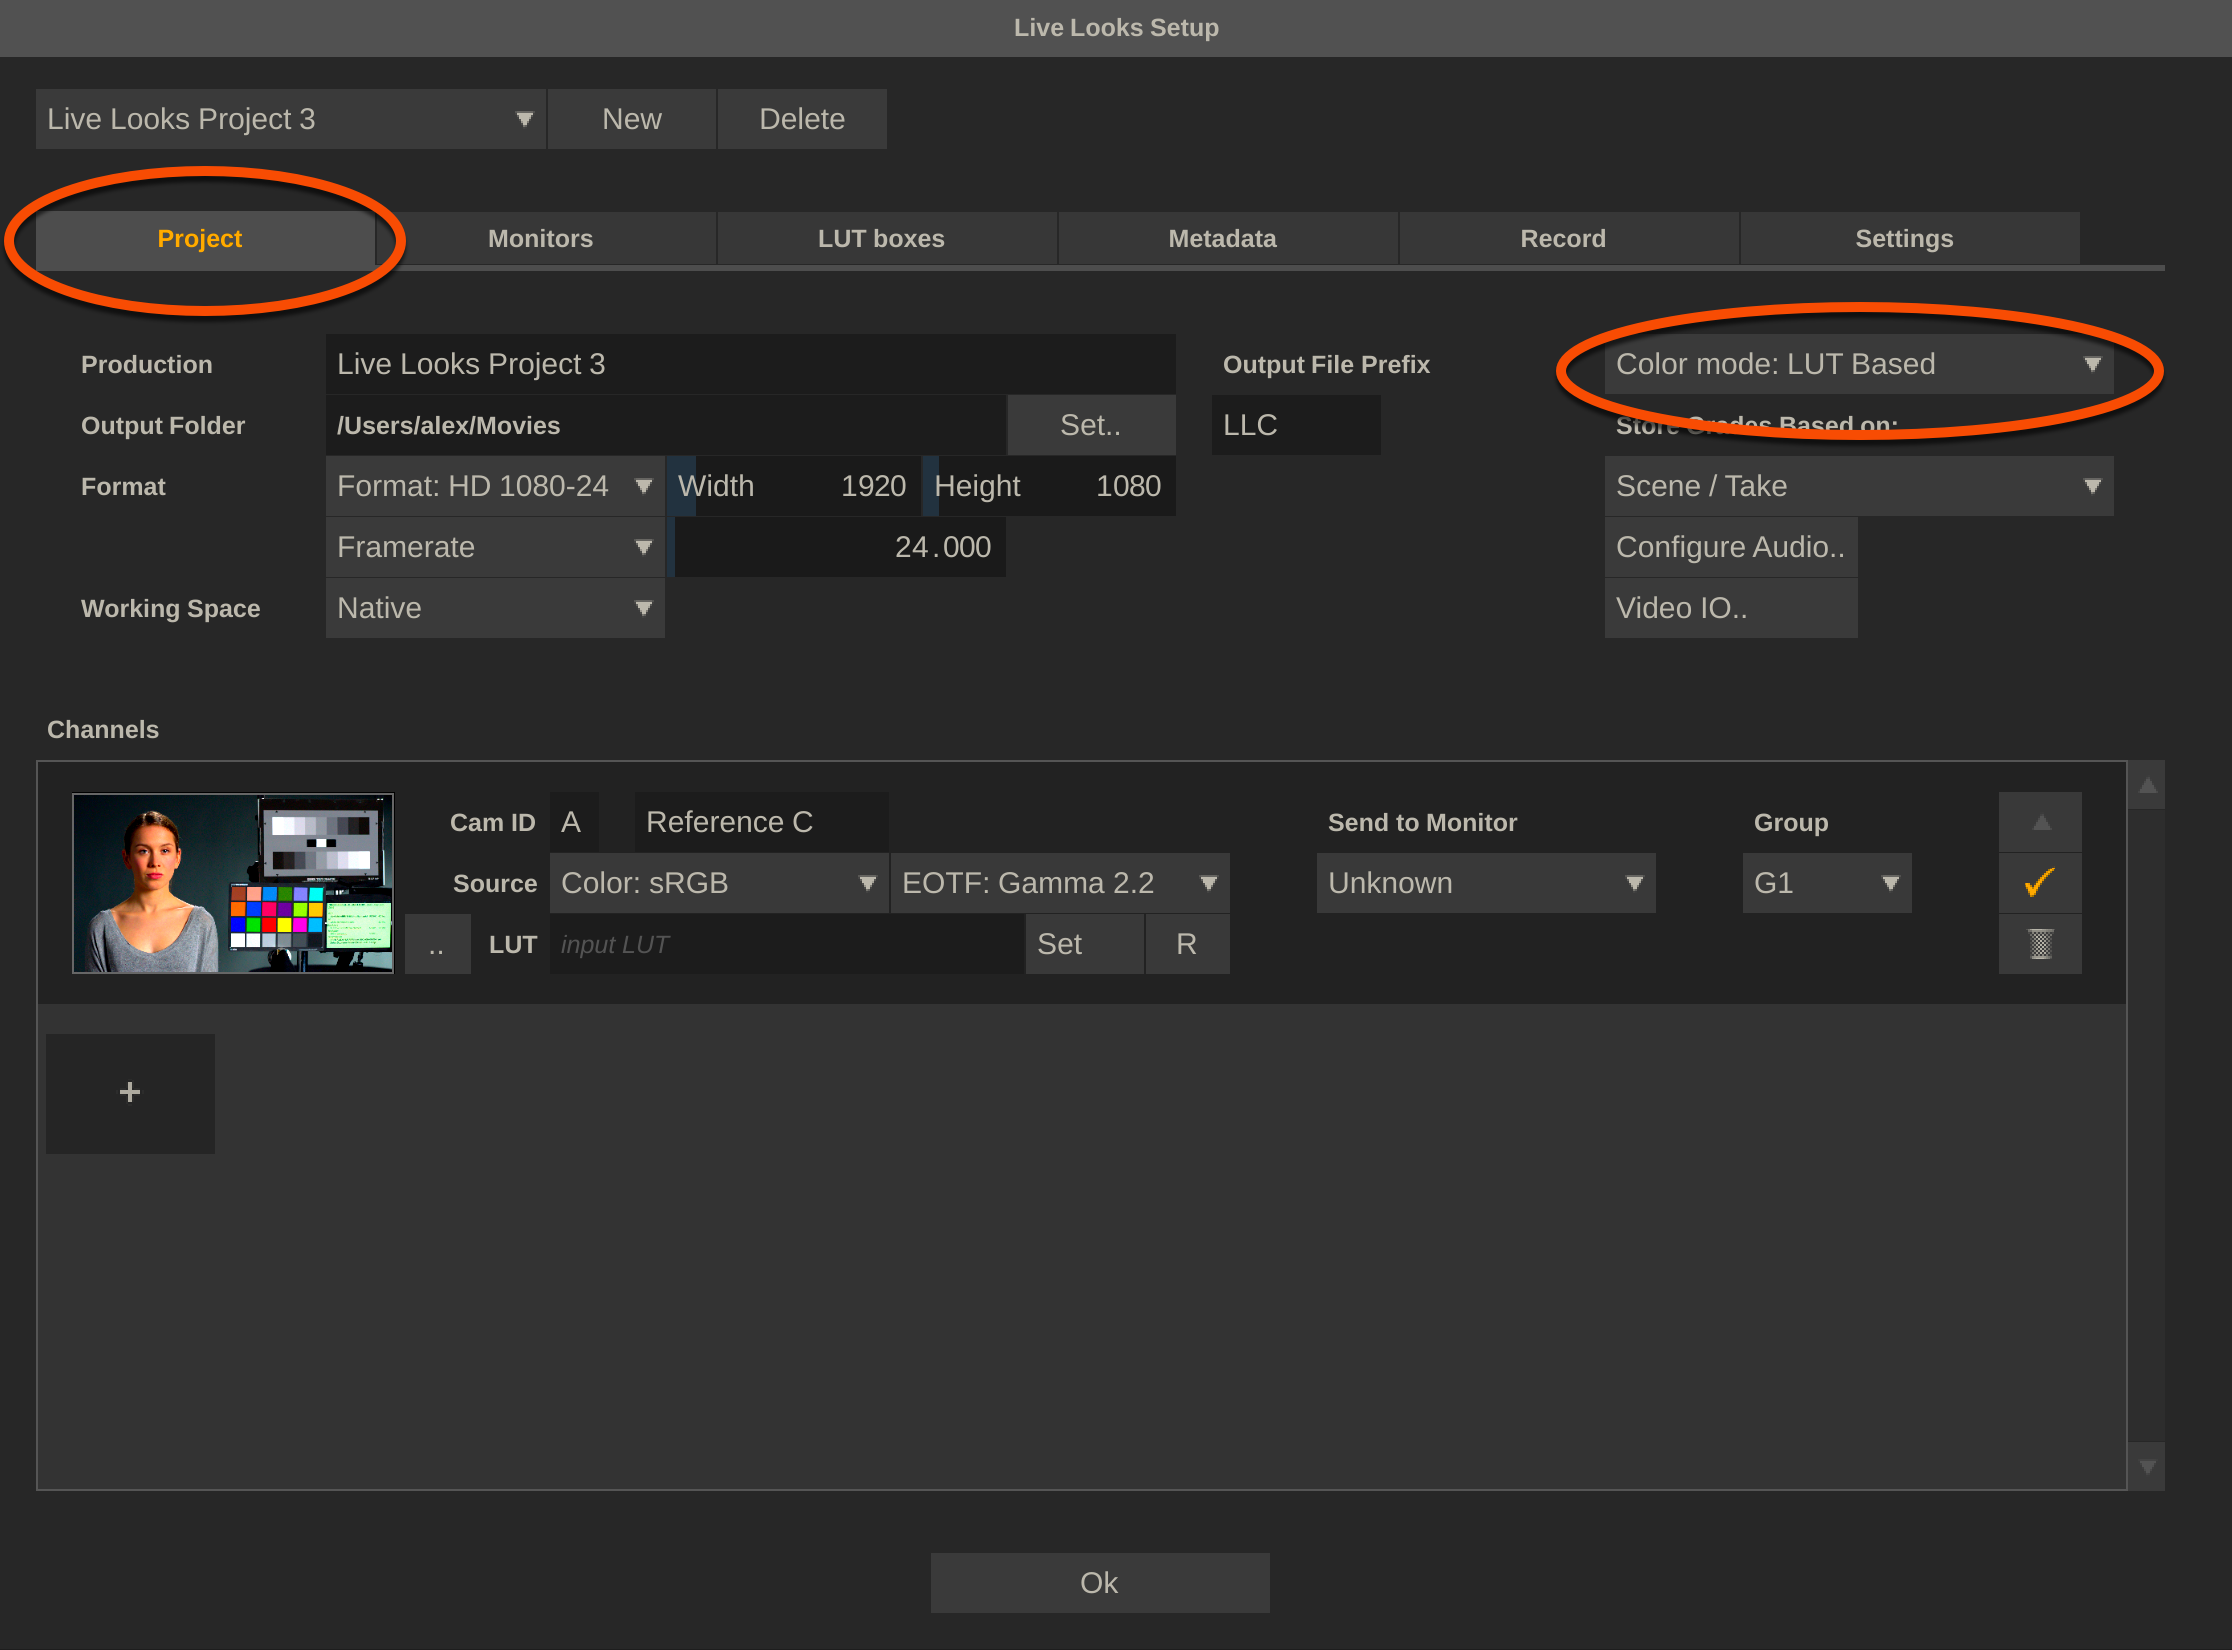 Live Looks Setup
Live Looks Project 3 New Delete
Project Monitors LUT boxes Metadata Record Settings
Production Live Looks Project 3 Output File Prefix Color mode: LUT Based
Output Folder /Users/alex/Movies Set.. LLC Store Grades Based on:
Format Format: HD 1080-24 Width 1920 Height 1080 Scene / Take
Framerate 24.000 Configure Audio..
Working Space Native Video IO..
Channels
Cam ID A Reference C Send to Monitor Group
Source Color: sRGB EOTF: Gamma 2.2 Unknown G1
.. LUT input LUT Set R
+
Ok